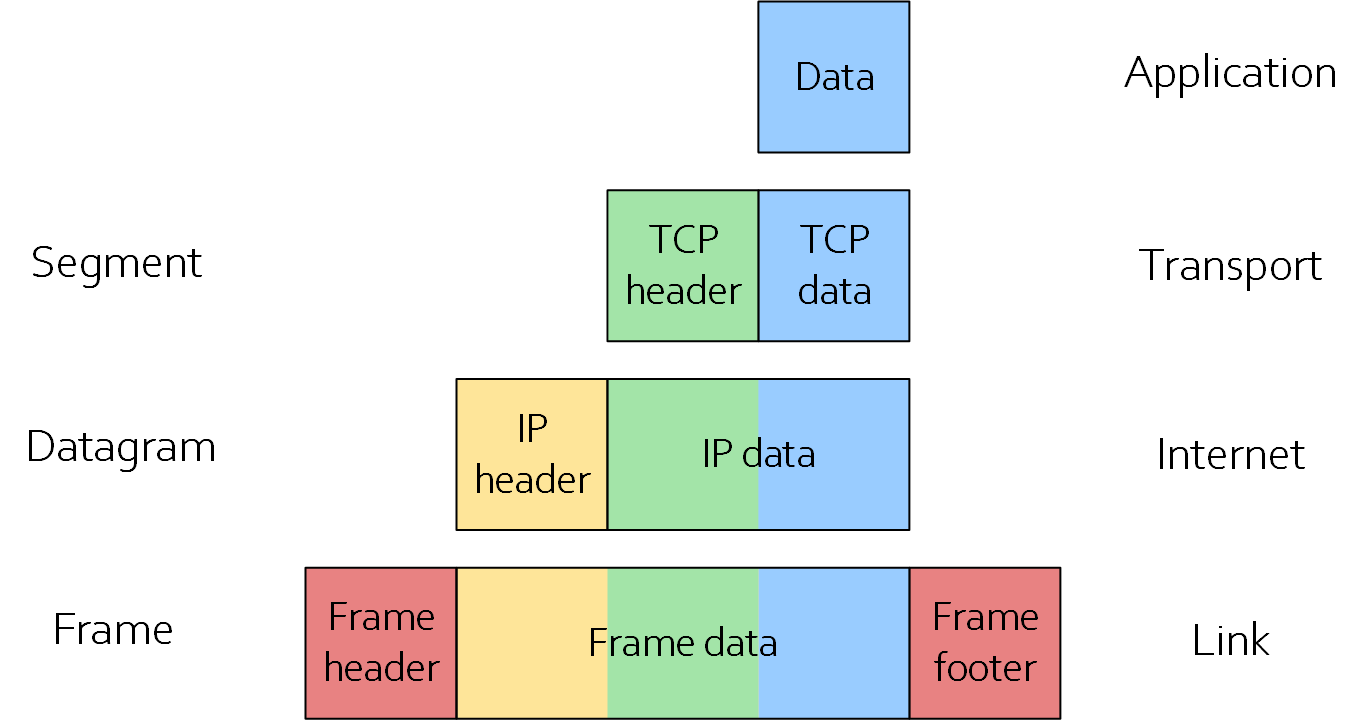 Data
Application
Segment
TCP
header
TCP
data
Transport
Datagram
IP
header
IP data
Internet
Frame
Frame
header
Frame data
Frame
footer
Link